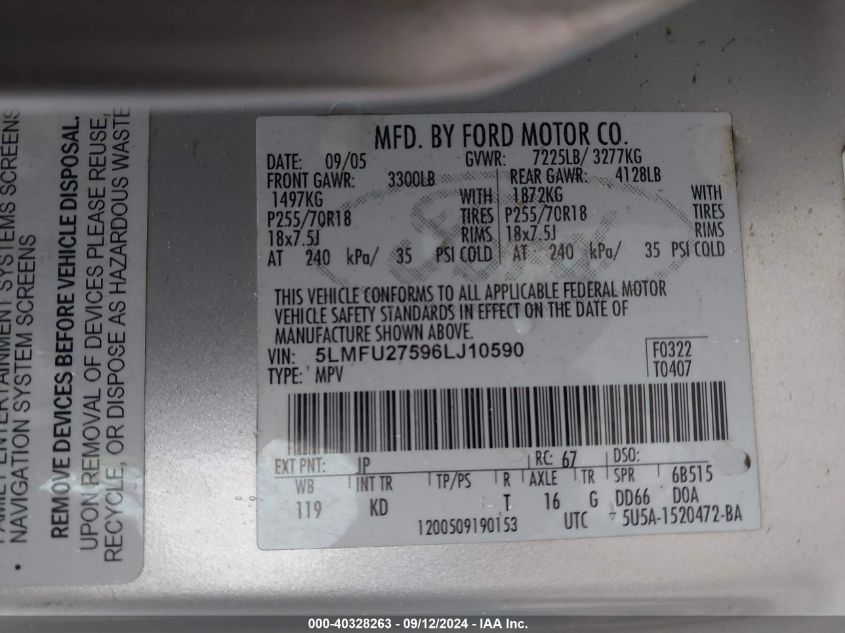 FAMILY ENTERTAINMENT SYSTEMS SCREENS
NAVIGATION SYSTEM SCREENS
REMOVE DEVICES BEFORE VEHICLE DISPOSAL.
UPON REMOVAL OF DEVICES PLEASE REUSE,
RECYCLE, OR DISPOSE AS HAZARDOUS WASTE
MFD. BY FORD MOTOR CO.
DATE: 09/05 GVWR: 7225LB/ 3277KG
FRONT GAWR: 3300LB REAR GAWR: 4128LB
1497KG WITH 1872KG WITH
P255/70R18 TIRES P255/70R18 TIRES
18x7.5J RIMS 18x7.5J RIMS
AT 240 kPa/ 35 PSI COLD AT 240 kPa/ 35 PSI COLD
THIS VEHICLE CONFORMS TO ALL APPLICABLE FEDERAL MOTOR
VEHICLE SAFETY STANDARDS IN EFFECT ON THE DATE OF
MANUFACTURE SHOWN ABOVE.
VIN: 5LMFU27596LJ10590 F0322
TYPE: MPV T0407
EXT PNT: JP RC: 67 DSO:
WB INT TR TP/PS R AXLE TR SPR 6B515
119 KD T 16 G DD66 DOA
1200509190153 UTC 5U5A-1520472-BA
000-40328263 - 09/12/2024 - IAA Inc.